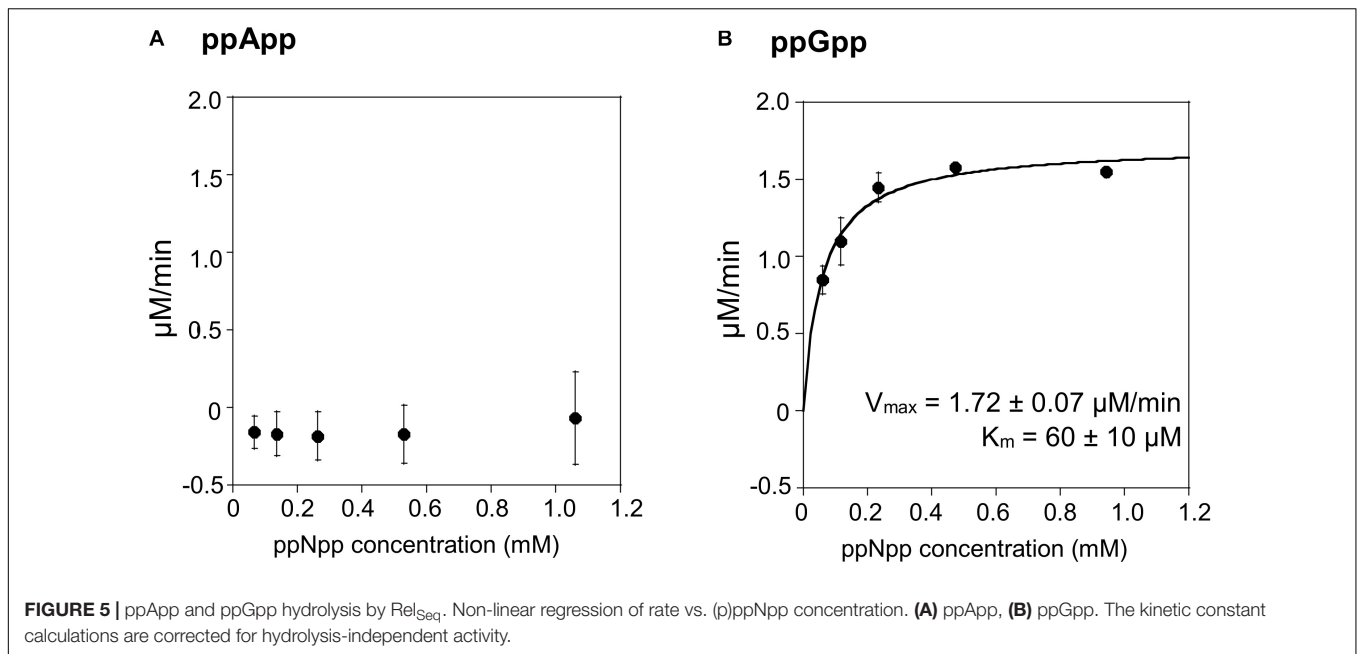 A ppApp
2.0
1.5
1.0
0.5
0
-0.5
µM/min
0 0.2 0.4 0.6 0.8 1.0 1.2
ppNpp concentration (mM)
B ppGpp
2.0
1.5
1.0
0.5
0
-0.5
µM/min
Vmax = 1.72 ± 0.07 µM/min
Km = 60 ± 10 µM
0 0.2 0.4 0.6 0.8 1.0 1.2
ppNpp concentration (mM)
FIGURE 5 | ppApp and ppGpp hydrolysis by RelSeq. Non-linear regression of rate vs. (p)ppNpp concentration. (A) ppApp, (B) ppGpp. The kinetic constant
calculations are corrected for hydrolysis-independent activity.